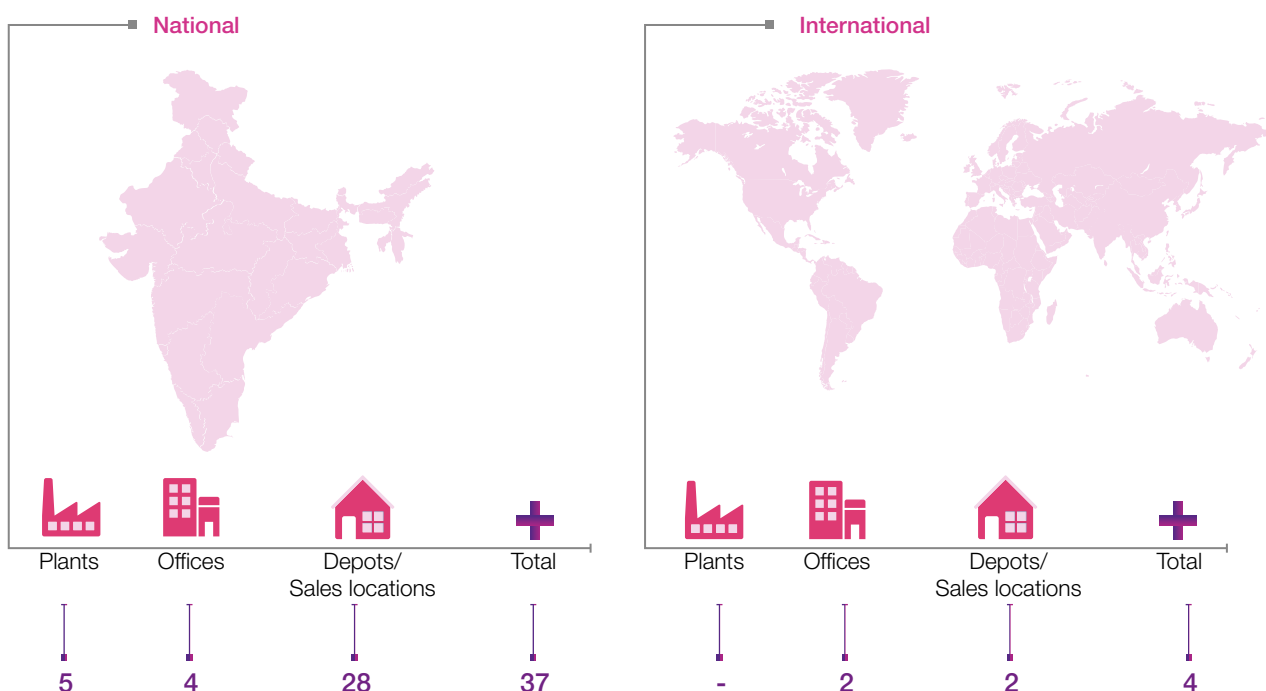 National
Plants
Offices
Depots/
Sales locations
Total
5
4
28
37
International
Plants
Offices
Depots/
Sales locations
Total
-
2
2
4